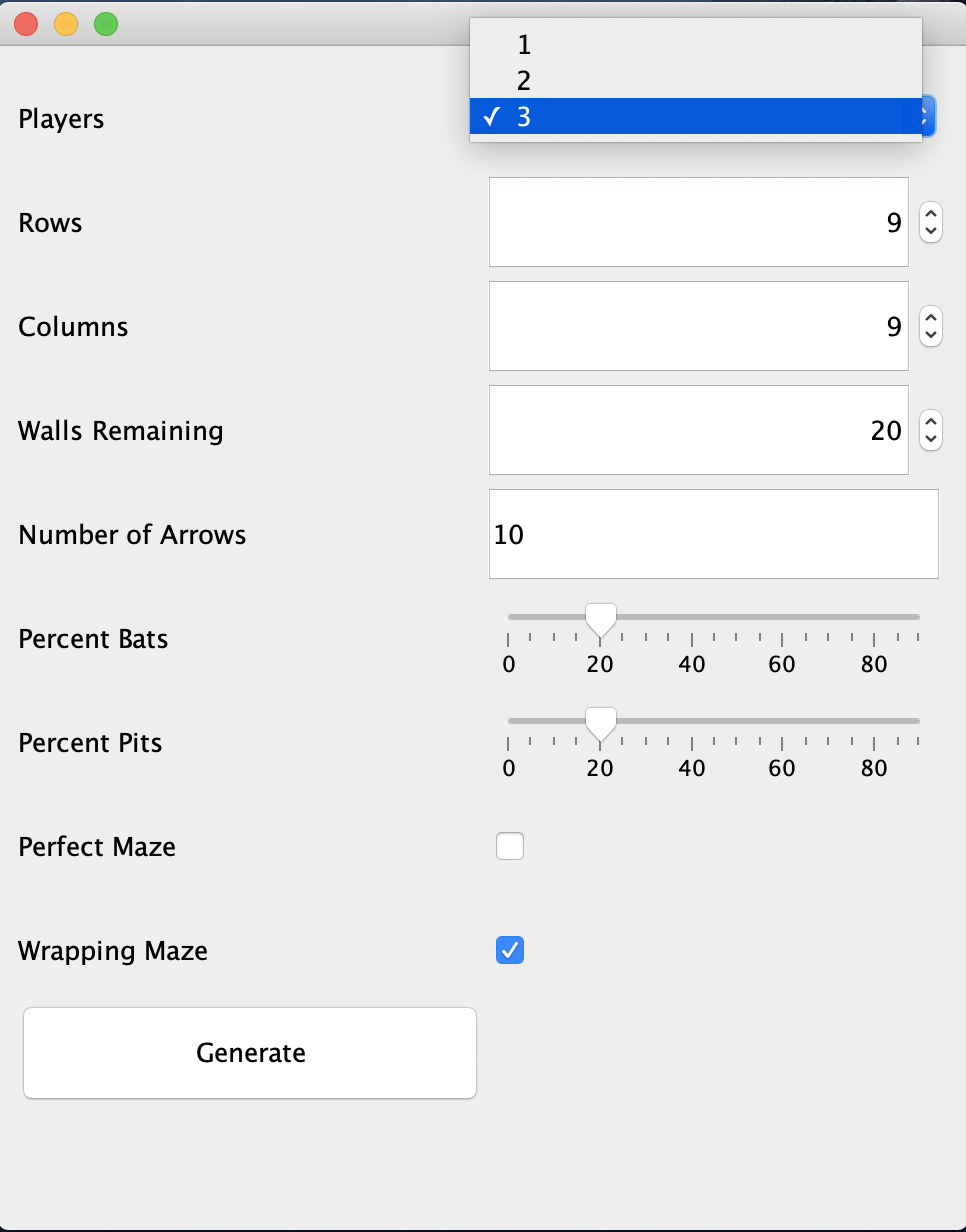 1
2
✓ 3
Players
Rows 9
Columns 9
Walls Remaining 20
Number of Arrows 10
Percent Bats
0 20 40 60 80
Percent Pits
0 20 40 60 80
Perfect Maze
Wrapping Maze
Generate